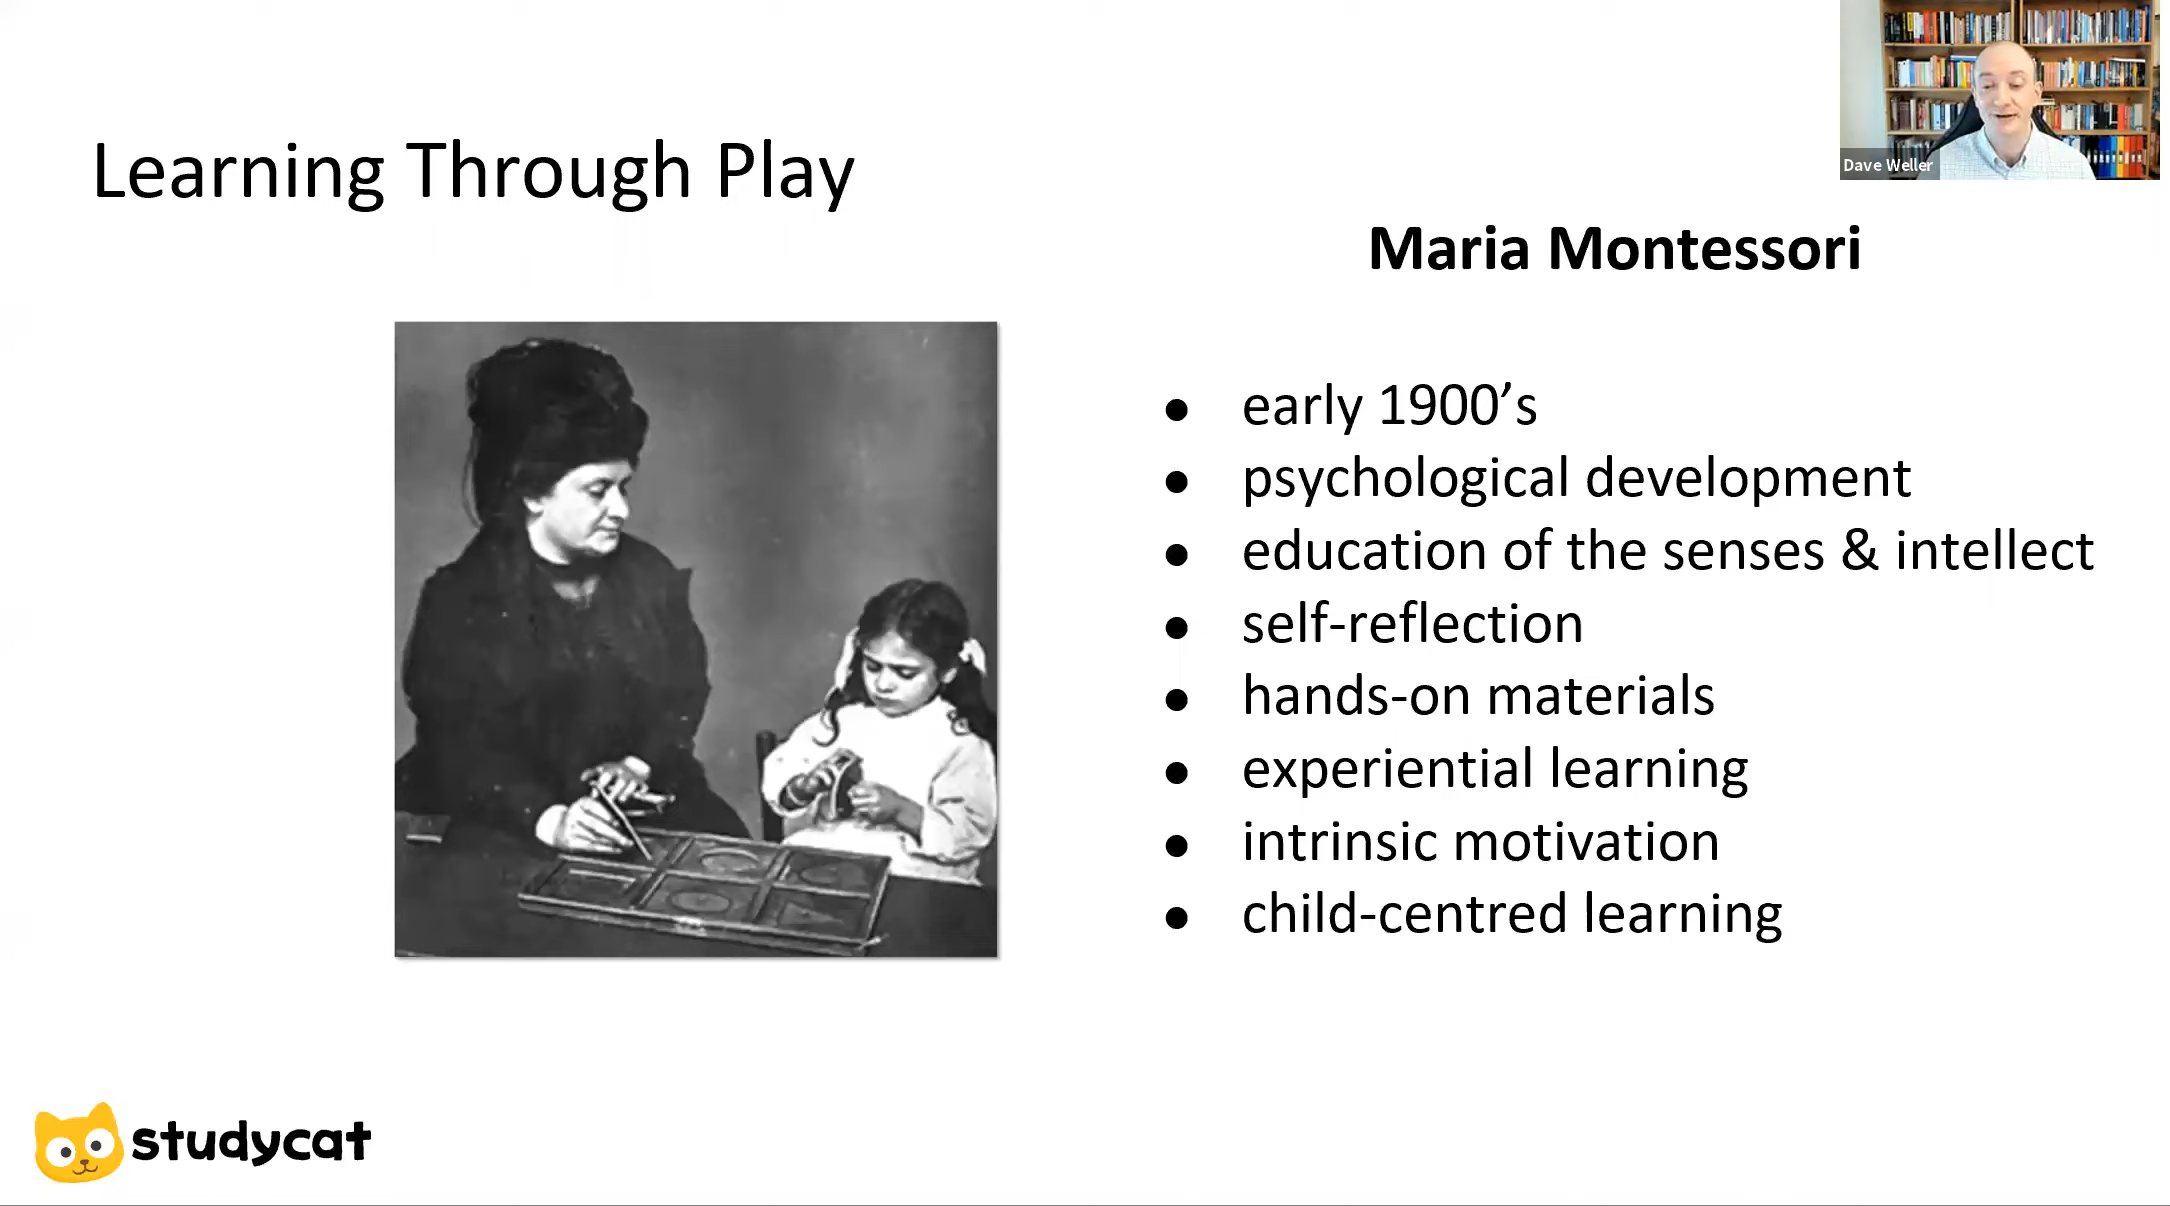 Dave Weller
Learning Through Play
Maria Montessori
● early 1900’s
● psychological development
● education of the senses & intellect
● self-reflection
● hands-on materials
● experiential learning
● intrinsic motivation
● child-centred learning
studycat